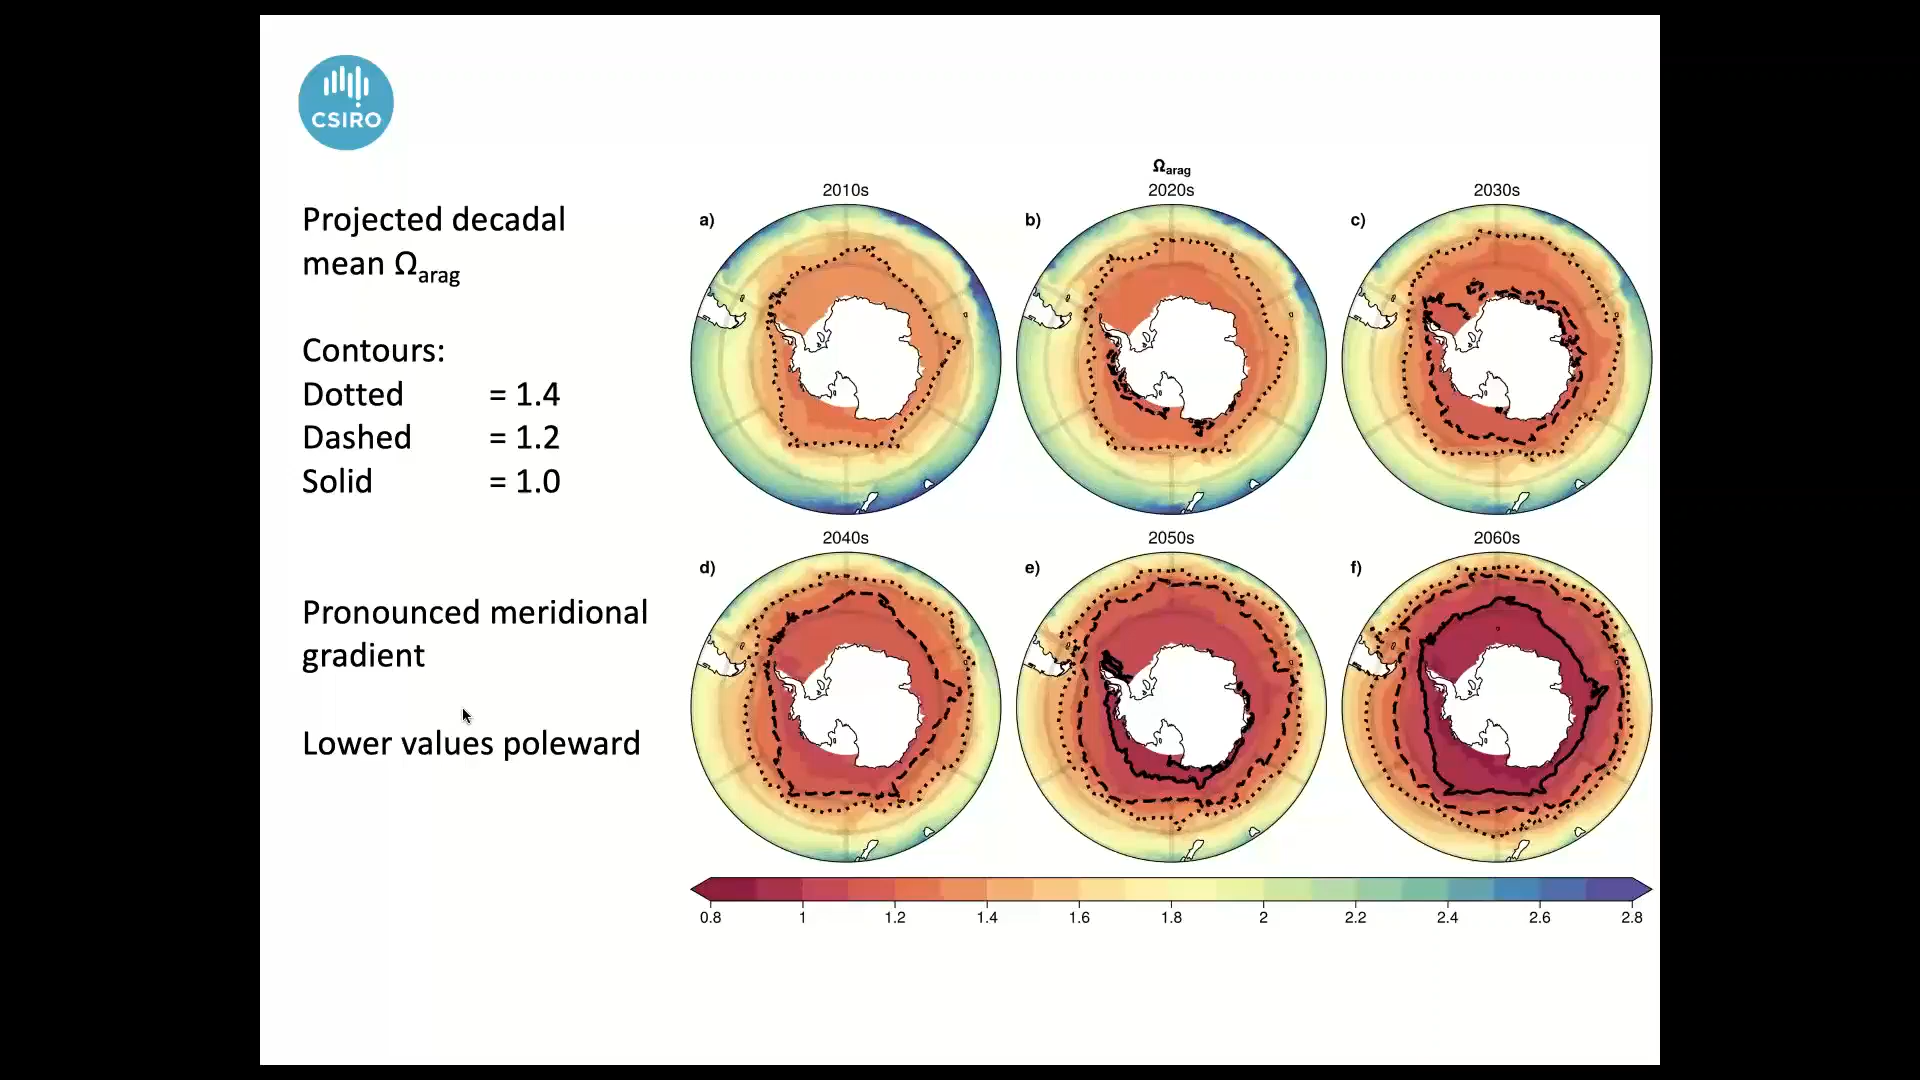 CSIRO
Projected decadal
mean Ωarag
Contours:
Dotted = 1.4
Dashed = 1.2
Solid = 1.0
Pronounced meridional
gradient
Lower values poleward
Ωarag
2010s 2020s 2030s
a) b) c)
2040s 2050s 2060s
d) e) f)
0.8 1 1.2 1.4 1.6 1.8 2 2.2 2.4 2.6 2.8